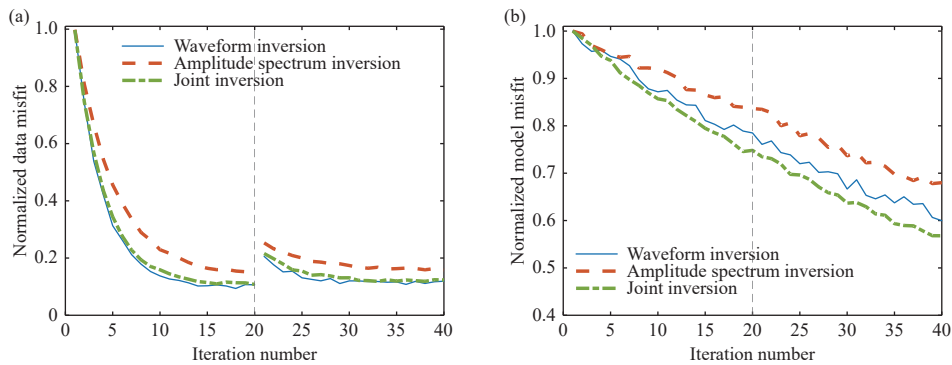 (a)
1.0
0.8
0.6
0.4
0.2
0
Normalized data misfit
Waveform inversion
Amplitude spectrum inversion
Joint inversion
0 5 10 15 20 25 30 35 40
Iteration number
(b)
1.0
0.9
0.8
0.7
0.6
0.5
0.4
Normalized model misfit
Waveform inversion
Amplitude spectrum inversion
Joint inversion
0 5 10 15 20 25 30 35 40
Iteration number